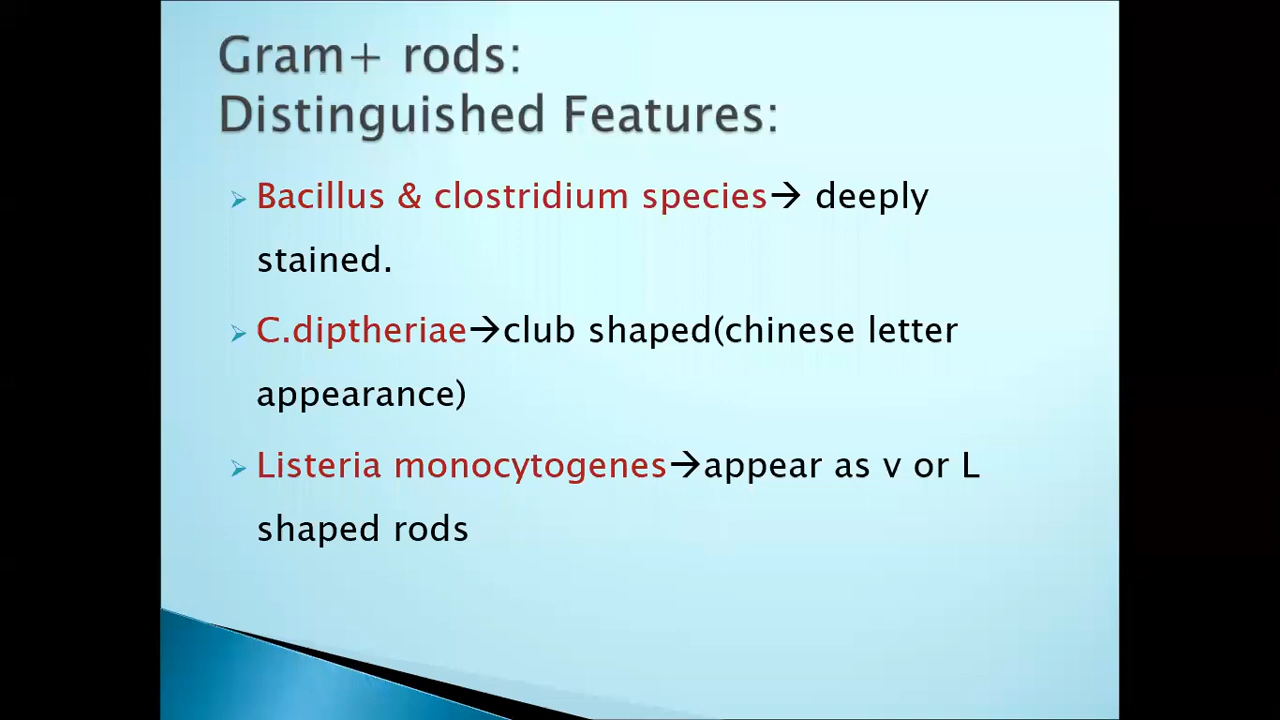 Gram+ rods:
Distinguished Features:
➢ Bacillus & clostridium species→ deeply
stained.
➢ C.diptheriae→club shaped(chinese letter
appearance)
➢ Listeria monocytogenes→appear as v or L
shaped rods